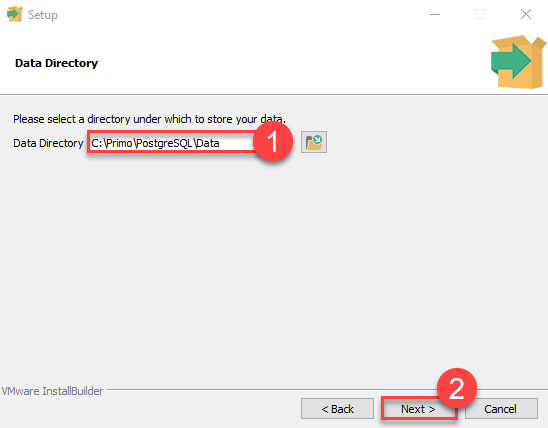 Setup
Data Directory
Please select a directory under which to store your data.
Data Directory C:\Primo\PostgreSQL\Data 1
VMware InstallBuilder
2
< Back Next > Cancel